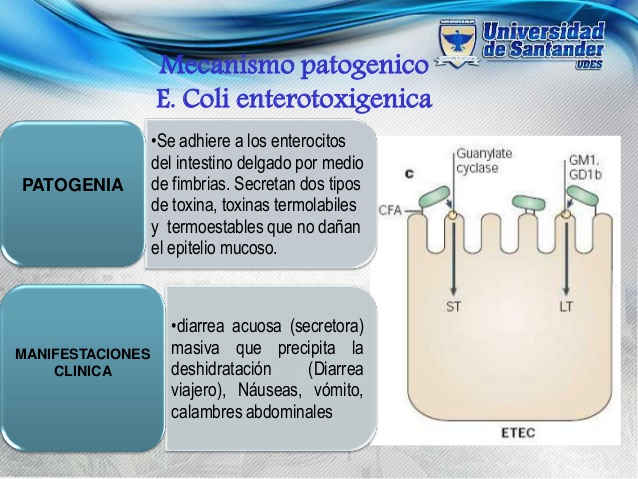 Universidad
de Santander
UDES
Mecanismo patogenico
E. Coli enterotoxigenica
PATOGENIA
•Se adhiere a los enterocitos
del intestino delgado por medio
de fimbrias. Secretan dos tipos
de toxina, toxinas termolabiles
y termoestables que no dañan
el epitelio mucoso.
MANIFESTACIONES
CLINICA
•diarrea acuosa (secretora)
masiva que precipita la
deshidratación (Diarrea
viajero), Náuseas, vómito,
calambres abdominales
c
Guanylate
cyclase
GM1.
GD1b
CFA
ST
LT
ETEC